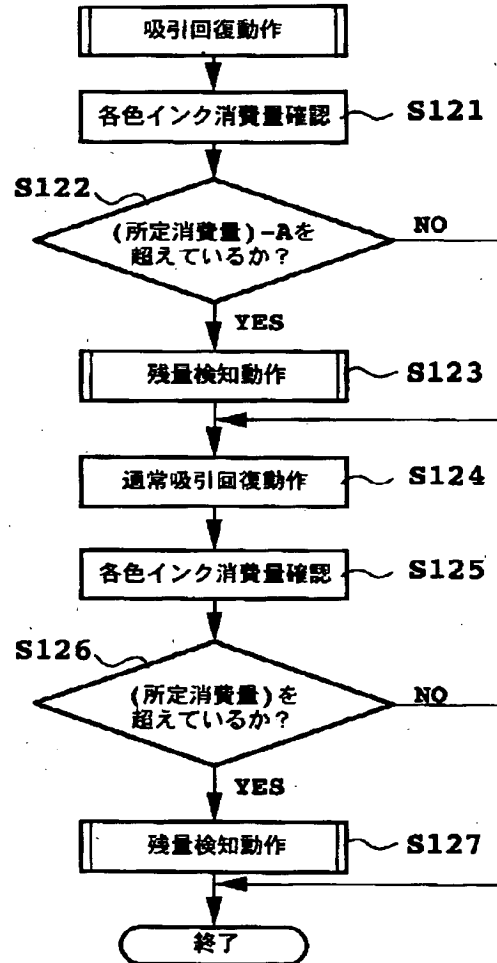 吸引回復動作
各色インク消費量確認
S121
S122
(所定消費量)-Aを
超えているか?
NO
YES
残量検知動作
S123
通常吸引回復動作
S124
各色インク消費量確認
S125
S126
(所定消費量)を
超えているか?
NO
YES
残量検知動作
S127
終了